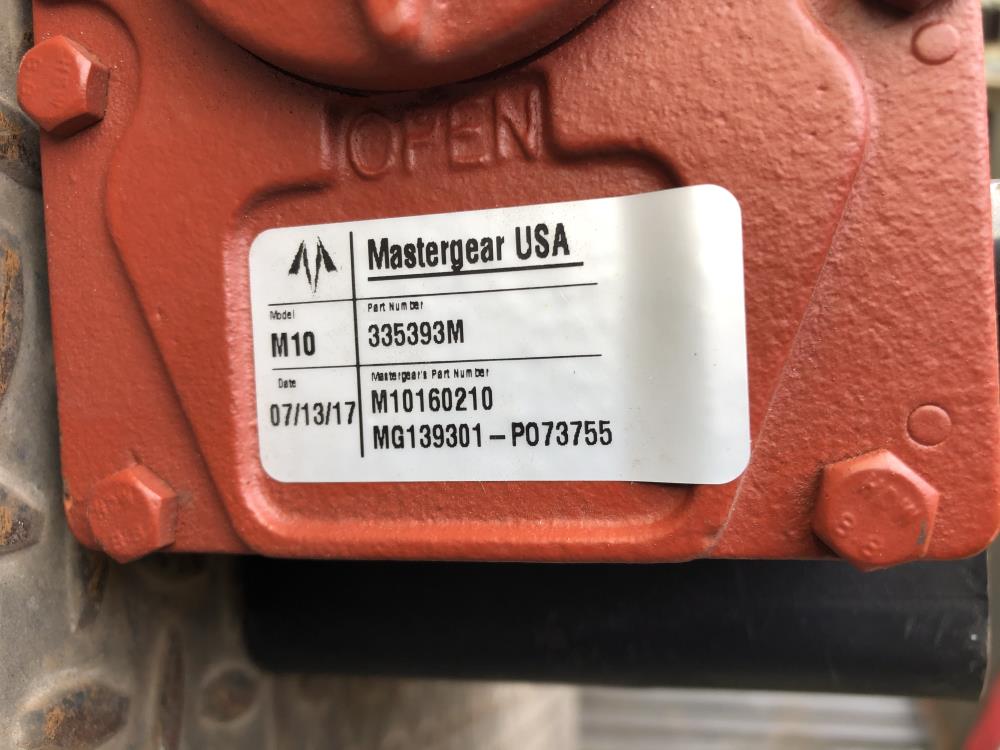 OPEN
Mastergear USA
Model
M10
Part Number
335393M
Date
07/13/17
Mastergear's Part Number
M10160210
MG139301-P073755